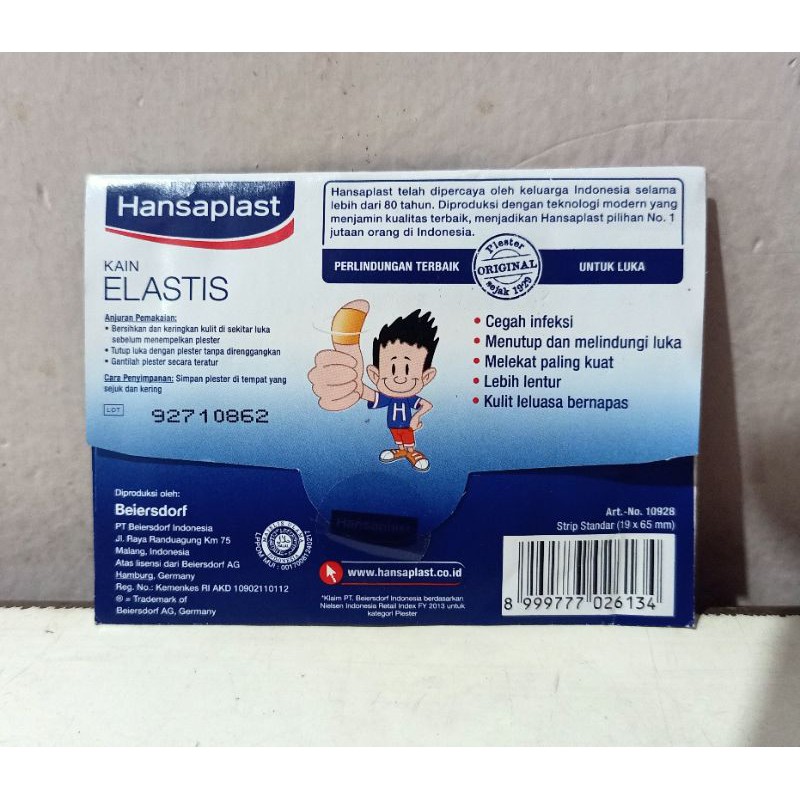 Hansaplast
KAIN
ELASTIS
Anjuran Pemakaian:
• Bersihkan dan keringkan kulit di sekitar luka
sebelum menempelkan plester
• Tutup luka dengan plester tanpa direnggangkan
• Gantilah plester secara teratur
Cara Penyimpanan: Simpan plester di tempat yang
sejuk dan kering
LOT
92710862
Hansaplast telah dipercaya oleh keluarga Indonesia selama
lebih dari 80 tahun. Diproduksi dengan teknologi modern yang
menjamin kualitas terbaik, menjadikan Hansaplast pilihan No. 1
jutaan orang di Indonesia.
PERLINDUNGAN TERBAIK
Plester
ORIGINAL
sejak 1929
UNTUK LUKA
• Cegah infeksi
• Menutup dan melindungi luka
• Melekat paling kuat
• Lebih lentur
• Kulit leluasa bernapas
H
Diproduksi oleh:
Beiersdorf
PT Beiersdorf Indonesia
Jl. Raya Randuagung Km 75
Malang, Indonesia
Atas lisensi dari Beiersdorf AG
Hamburg, Germany
Reg. No.: Kemenkes RI AKD 10902110112
® = Trademark of
Beiersdorf AG, Germany
LPPOM MUI : 00170061240217
Hansaplast
www.hansaplast.co.id
*Klaim PT. Beiersdorf Indonesia berdasarkan
Nielsen Indonesia Retail Index FY 2013 untuk
kategori Plester
Art.-No. 10928
Strip Standar (19 x 65 mm)
8 999777 026134